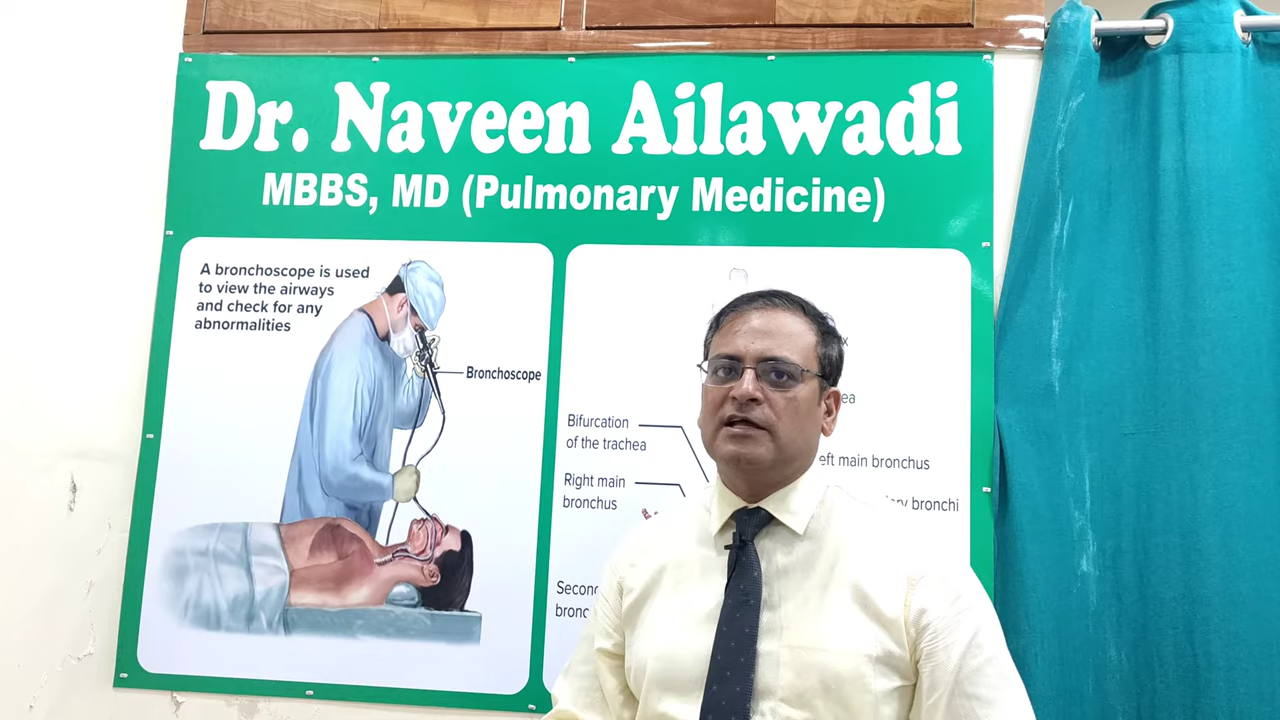 Dr. Naveen Ailawadi
MBBS, MD (Pulmonary Medicine)
A bronchoscope is used
to view the airways
and check for any
abnormalities
Bronchoscope
Bifurcation
of the trachea
Right main
bronchus
main bronchus
bronchi